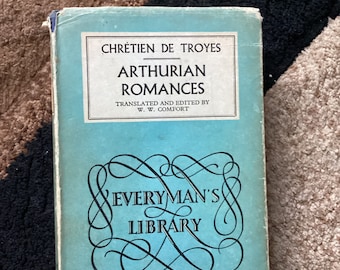 CHRÉTIEN DE TROYES
ARTHURIAN
ROMANCES
TRANSLATED AND EDITED BY
W. W. COMFORT
EVERYMAN'S
LIBRARY